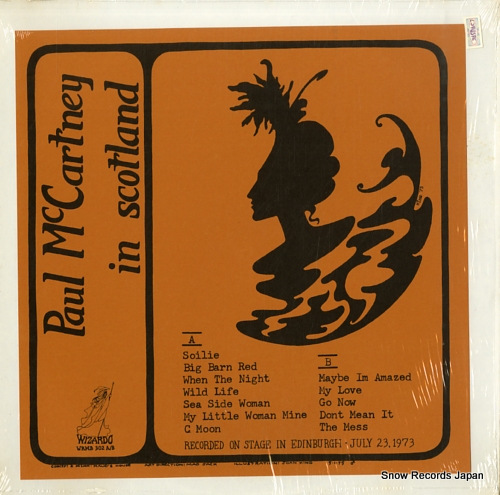 Paul McCartney
in scotland
A
Soilie
Big Barn Red
When The Night
Wild Life
Sea Side Woman
My Little Woman Mine
C Moon
B
Maybe Im Amazed
My Love
Go Now
Dont Mean It
The Mess
RECORDED ON STAGE IN EDINBURGH · JULY 23, 1973
WIZARDO
WRMB 302 A/B
Snow Records Japan